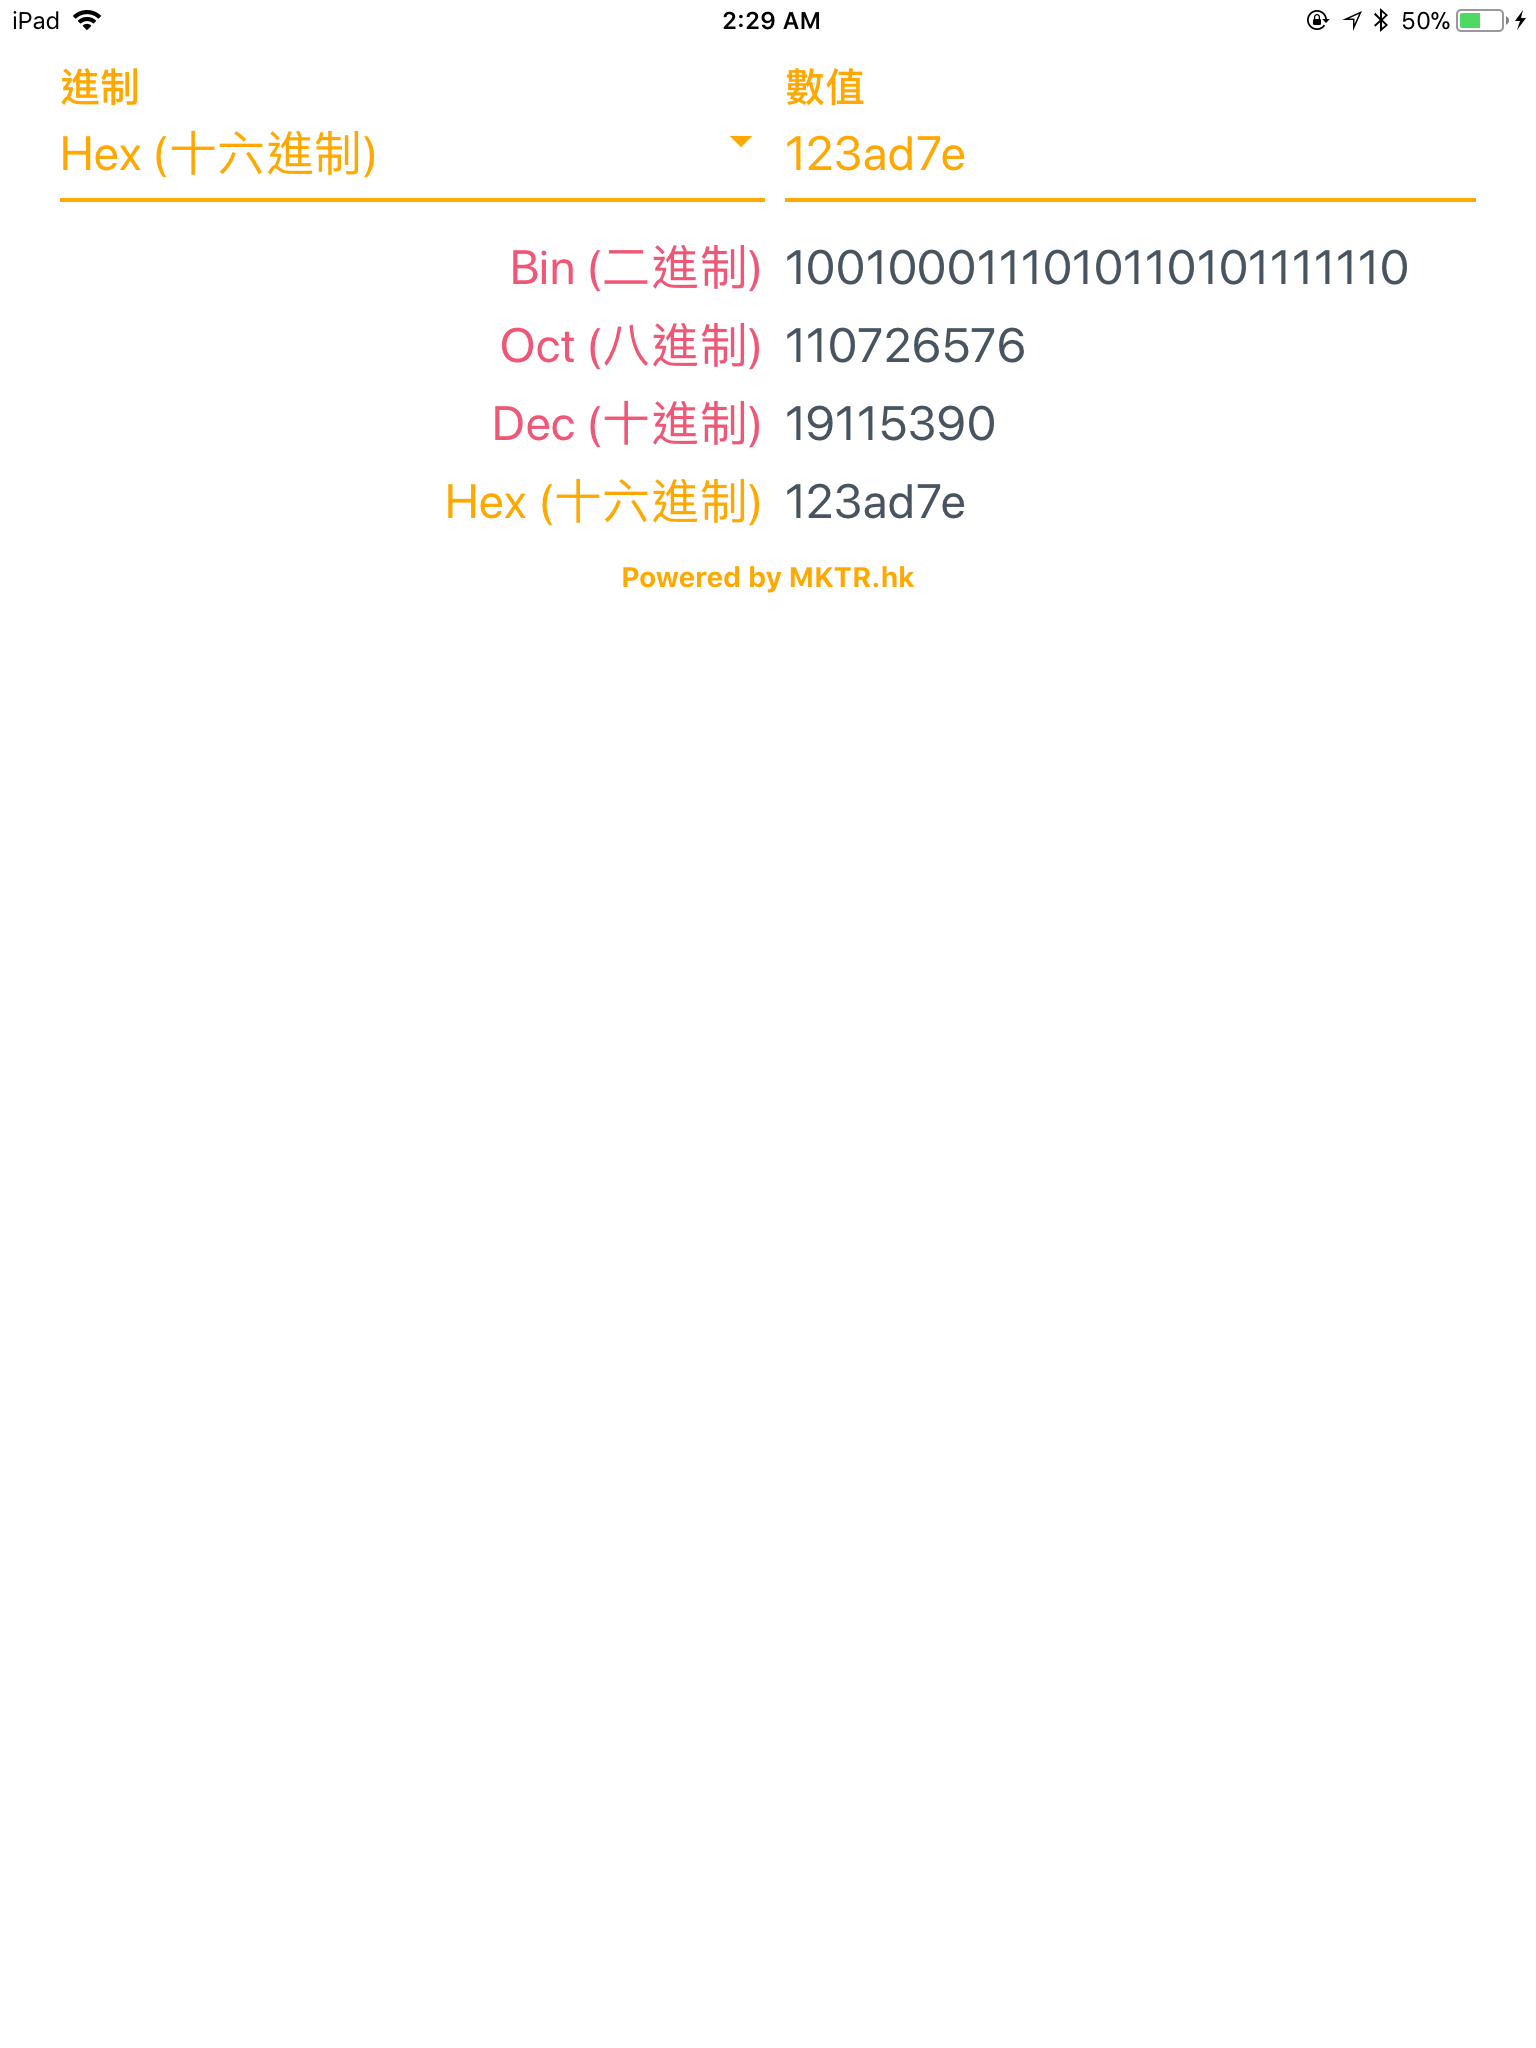 iPad 2:29 AM 50%
進制 數值
Hex (十六進制) 123ad7e
Bin (二進制) 1001000111010110101111110
Oct (八進制) 110726576
Dec (十進制) 19115390
Hex (十六進制) 123ad7e
Powered by MKTR.hk